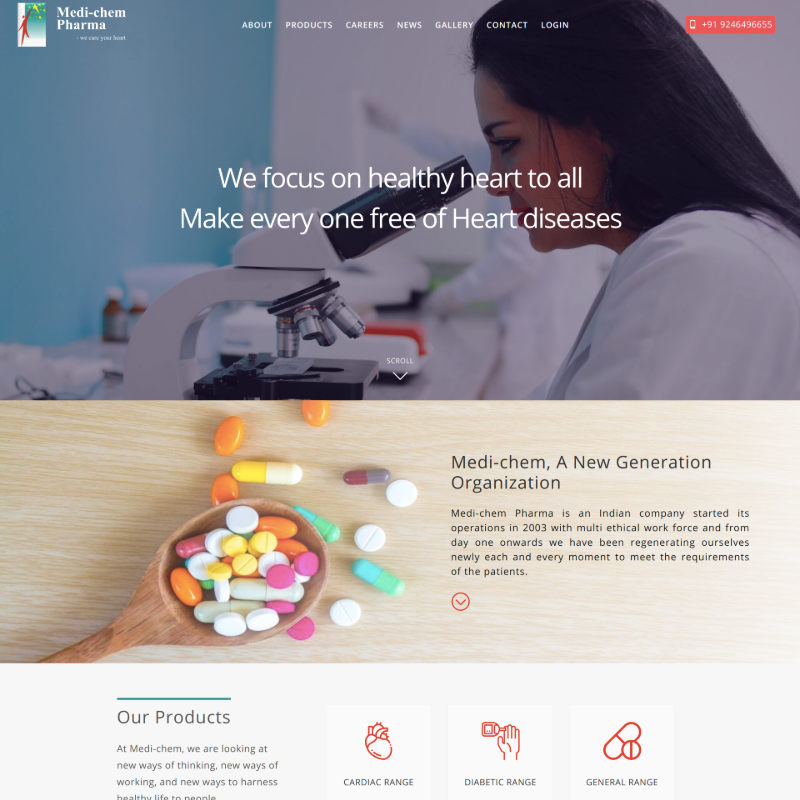 Medi-chem
Pharma
- we care your heart
ABOUT PRODUCTS CAREERS NEWS GALLERY CONTACT LOGIN
+91 9246496655
We focus on healthy heart to all
Make every one free of Heart diseases
SCROLL
Medi-chem, A New Generation
Organization
Medi-chem Pharma is an Indian company started its
operations in 2003 with multi ethical work force and from
day one onwards we have been regenerating ourselves
newly each and every moment to meet the requirements
of the patients.
Our Products
At Medi-chem, we are looking at
new ways of thinking, new ways of
working, and new ways to harness
healthy life to people
CARDIAC RANGE
DIABETIC RANGE
GENERAL RANGE